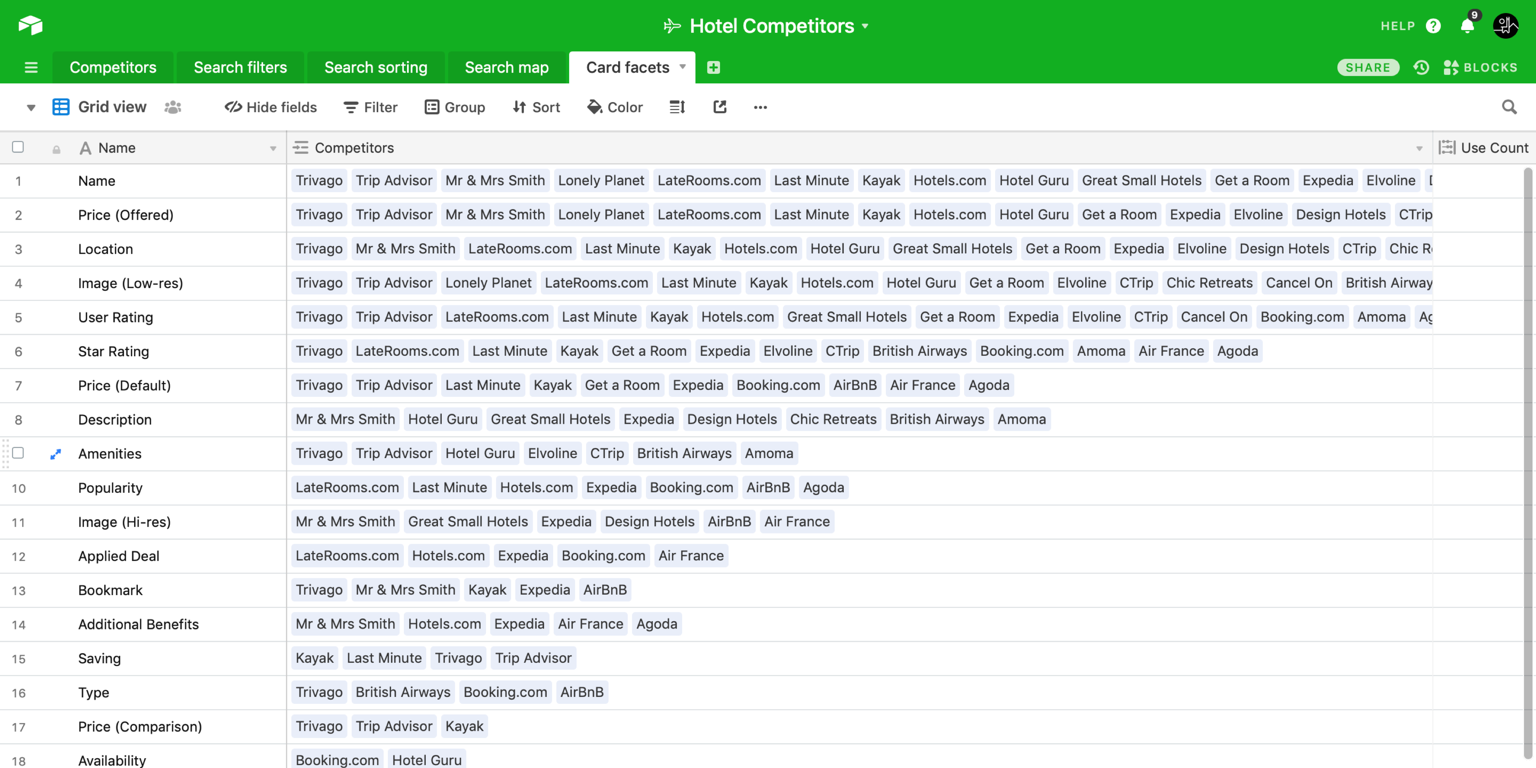 Hotel Competitors
HELP 9
Competitors Search filters Search sorting Search map Card facets SHARE BLOCKS
Grid view Hide fields Filter Group Sort Color
Name Competitors Use Count
1 Name Trivago Trip Advisor Mr & Mrs Smith Lonely Planet LateRooms.com Last Minute Kayak Hotels.com Hotel Guru Great Small Hotels Get a Room Expedia Elvoline
2 Price (Offered) Trivago Trip Advisor Mr & Mrs Smith Lonely Planet LateRooms.com Last Minute Kayak Hotels.com Hotel Guru Get a Room Expedia Elvoline Design Hotels CTrip
3 Location Trivago Mr & Mrs Smith LateRooms.com Last Minute Kayak Hotels.com Hotel Guru Great Small Hotels Get a Room Expedia Elvoline Design Hotels CTrip Chic R
4 Image (Low-res) Trivago Trip Advisor Lonely Planet LateRooms.com Last Minute Kayak Hotels.com Hotel Guru Get a Room Elvoline CTrip Chic Retreats Cancel On British Airway
5 User Rating Trivago Trip Advisor LateRooms.com Last Minute Kayak Hotels.com Great Small Hotels Get a Room Expedia Elvoline CTrip Cancel On Booking.com Amoma Ag
6 Star Rating Trivago LateRooms.com Last Minute Kayak Get a Room Expedia Elvoline CTrip British Airways Booking.com Amoma Air France Agoda
7 Price (Default) Trivago Trip Advisor Last Minute Kayak Get a Room Expedia Booking.com AirBnB Air France Agoda
8 Description Mr & Mrs Smith Hotel Guru Great Small Hotels Expedia Design Hotels Chic Retreats British Airways Amoma
Amenities Trivago Trip Advisor Hotel Guru Elvoline CTrip British Airways Amoma
10 Popularity LateRooms.com Last Minute Hotels.com Expedia Booking.com AirBnB Agoda
11 Image (Hi-res) Mr & Mrs Smith Great Small Hotels Expedia Design Hotels AirBnB Air France
12 Applied Deal LateRooms.com Hotels.com Expedia Booking.com Air France
13 Bookmark Trivago Mr & Mrs Smith Kayak Expedia AirBnB
14 Additional Benefits Mr & Mrs Smith Hotels.com Expedia Air France Agoda
15 Saving Kayak Last Minute Trivago Trip Advisor
16 Type Trivago British Airways Booking.com AirBnB
17 Price (Comparison) Trivago Trip Advisor Kayak
18 Availability Booking.com Hotel Guru